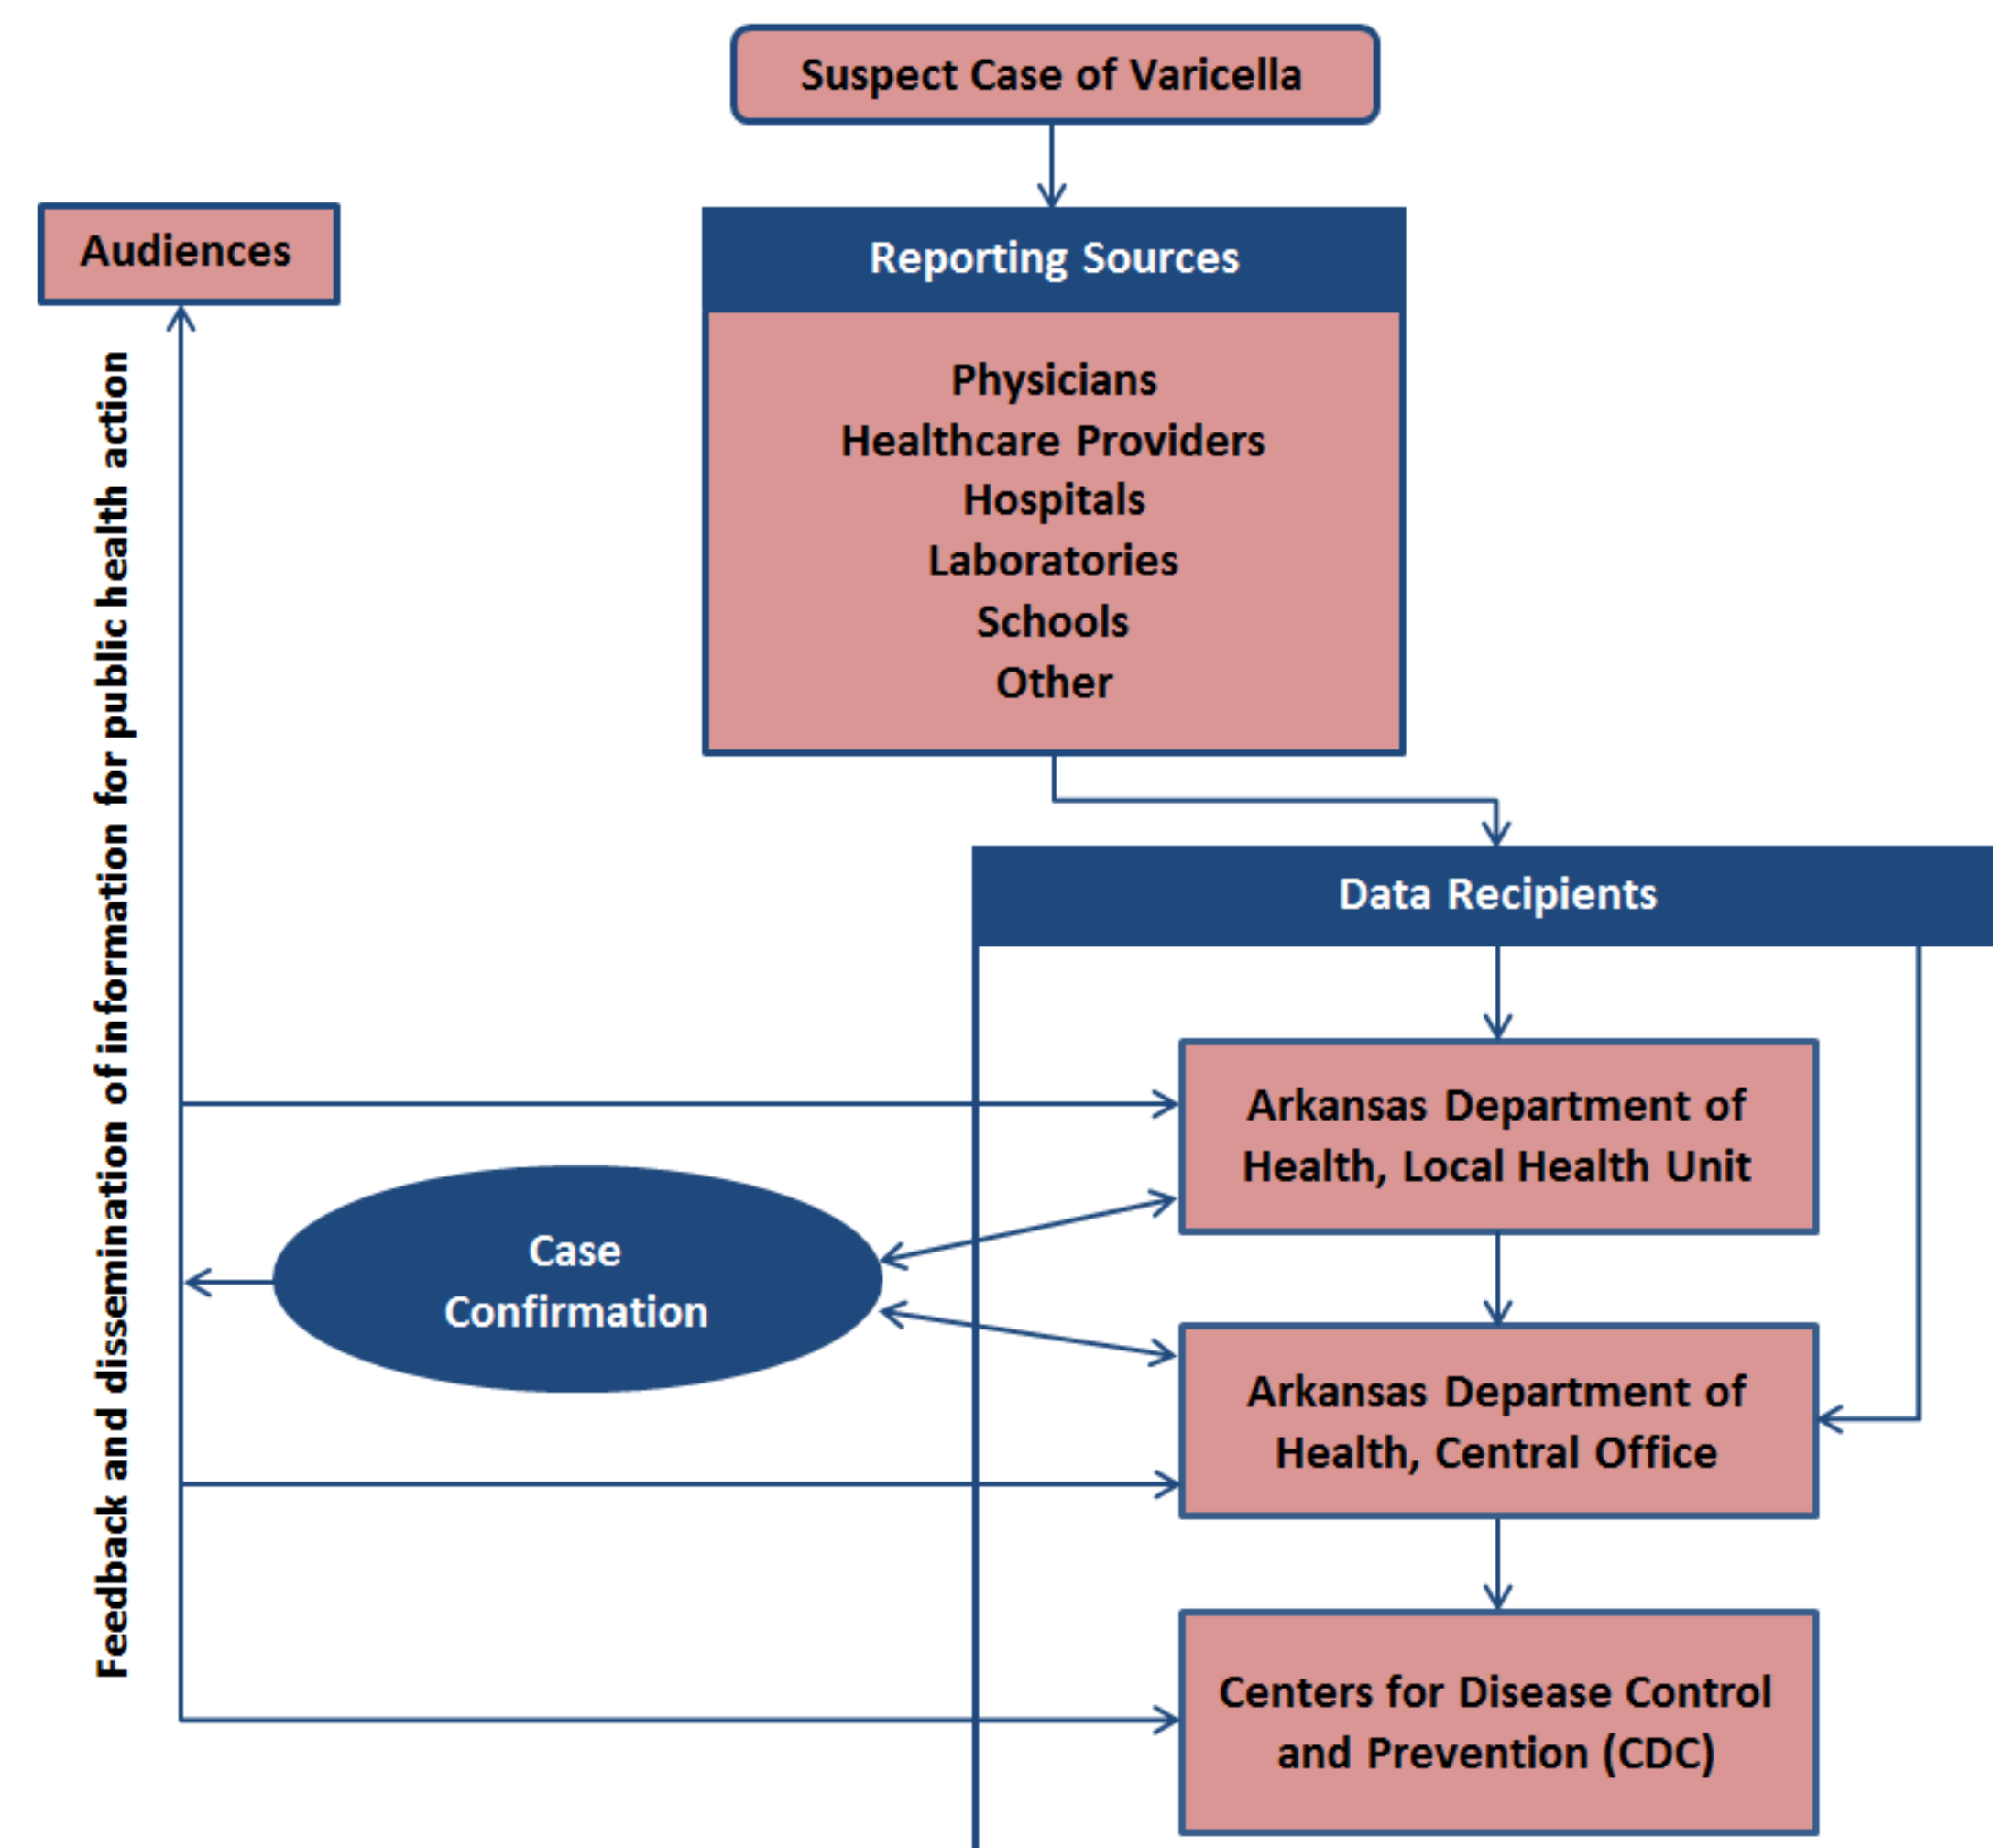 Suspect Case of Varicella
Audiences
Reporting Sources
Physicians
Healthcare Providers
Hospitals
Laboratories
Schools
Other
Feedback and dissemination of information for public health action
Data Recipients
Arkansas Department of
Health, Local Health Unit
Case
Confirmation
Arkansas Department of
Health, Central Office
Centers for Disease Control
and Prevention (CDC)